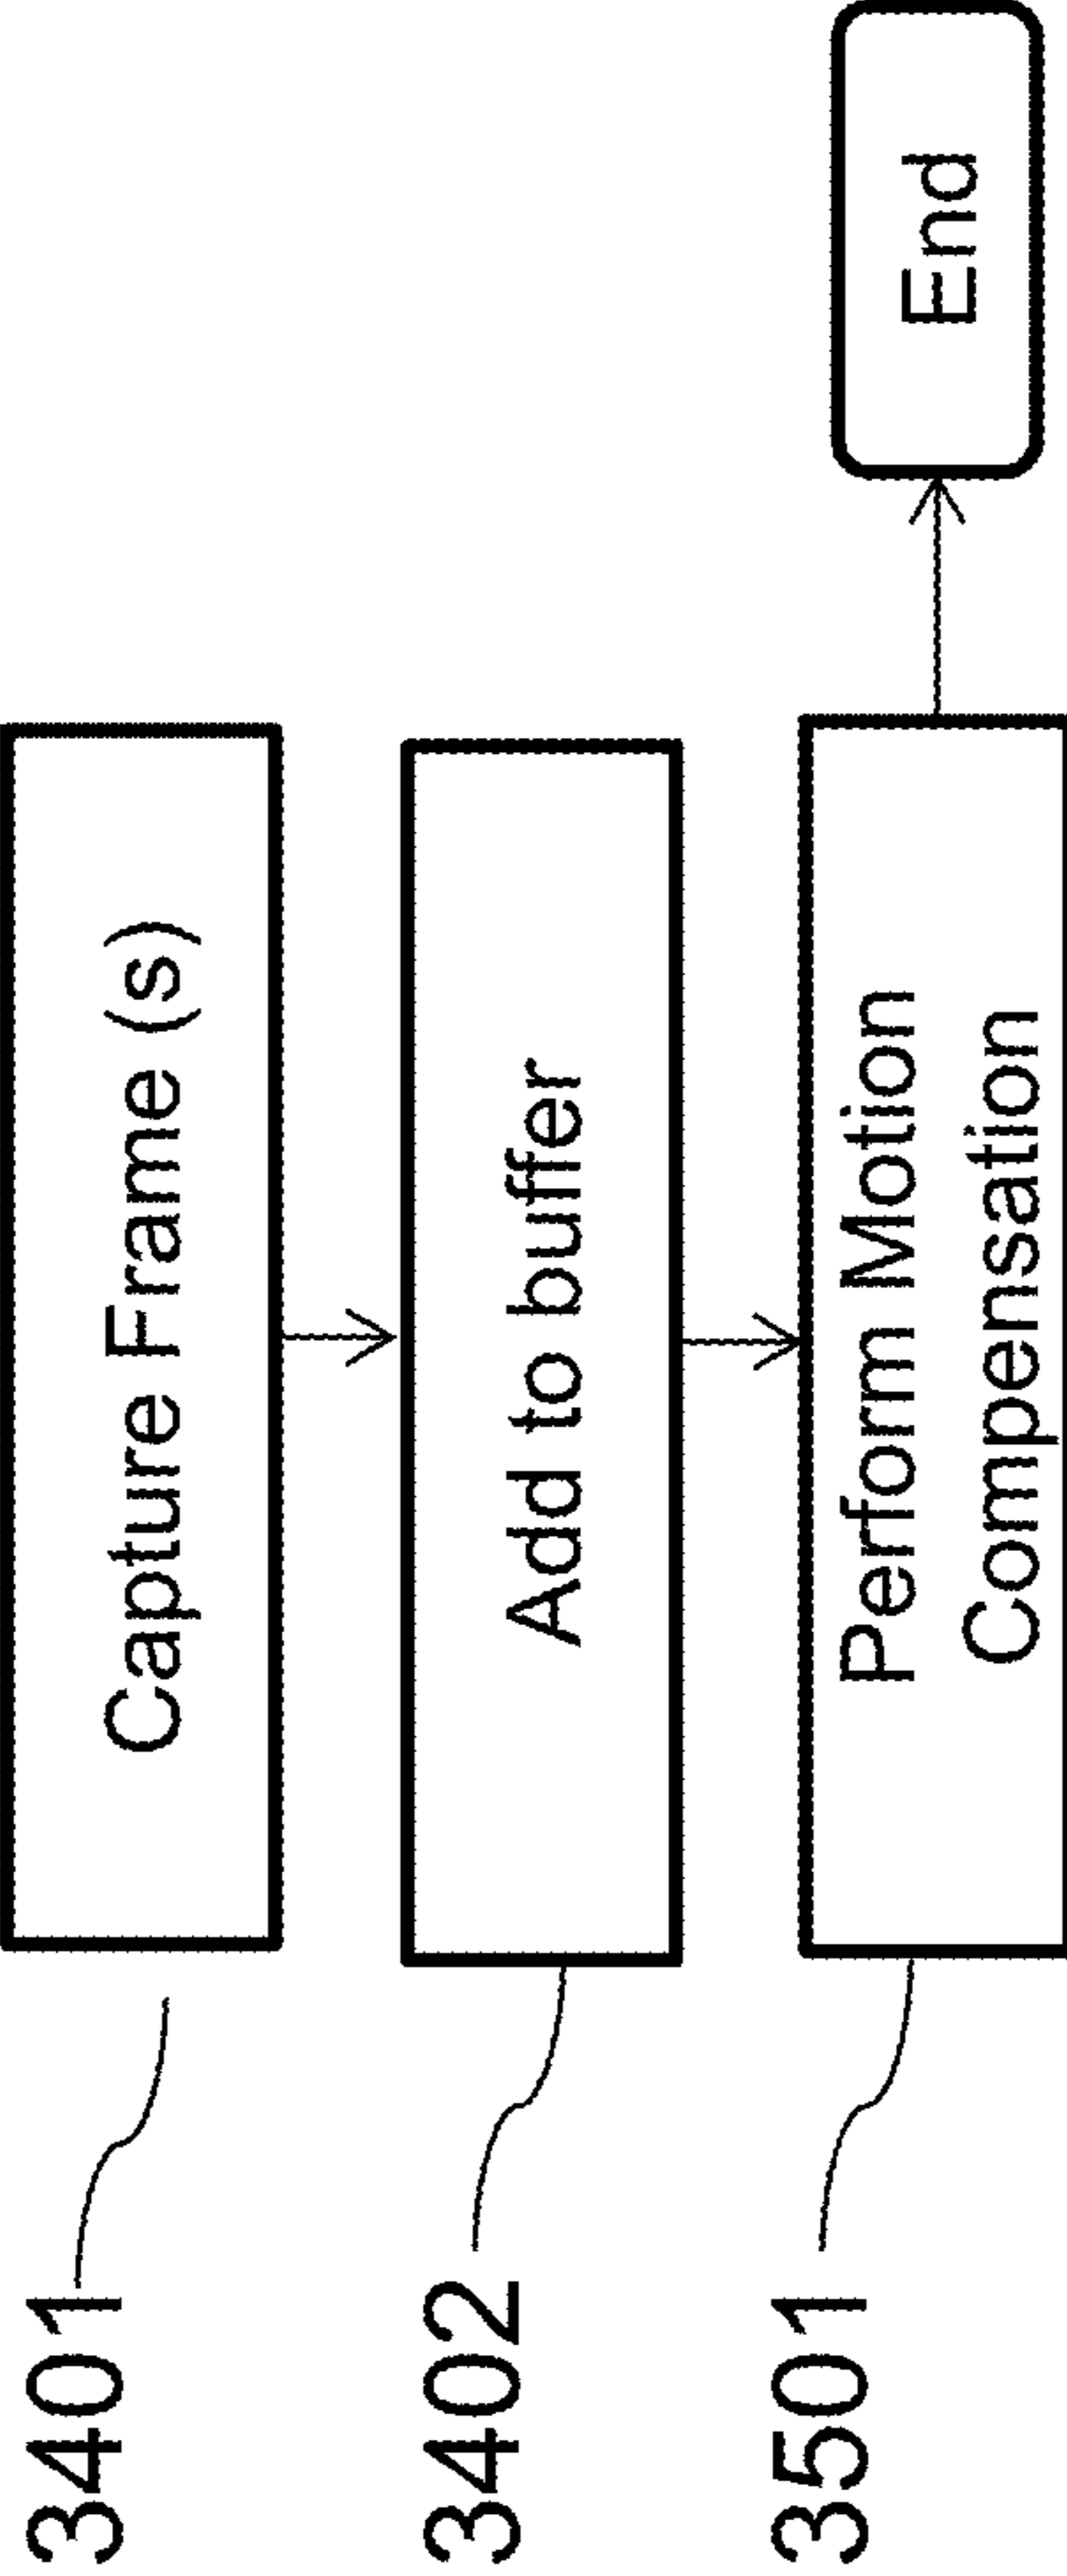 3401
Capture Frame (s)
3402
Add to buffer
3501
Perform Motion
Compensation
End